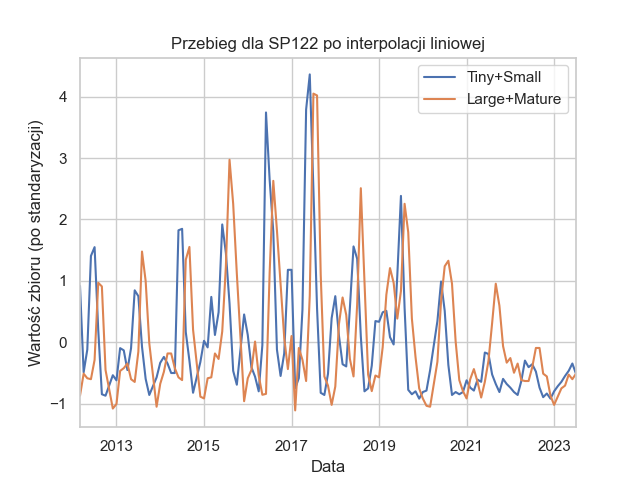 Przebieg dla SP122 po interpolacji liniowej
Tiny+Small
Large+Mature
Wartość zbioru (po standaryzacji)
4
3
2
1
0
−1
2013
2015
2017
2019
2021
2023
Data